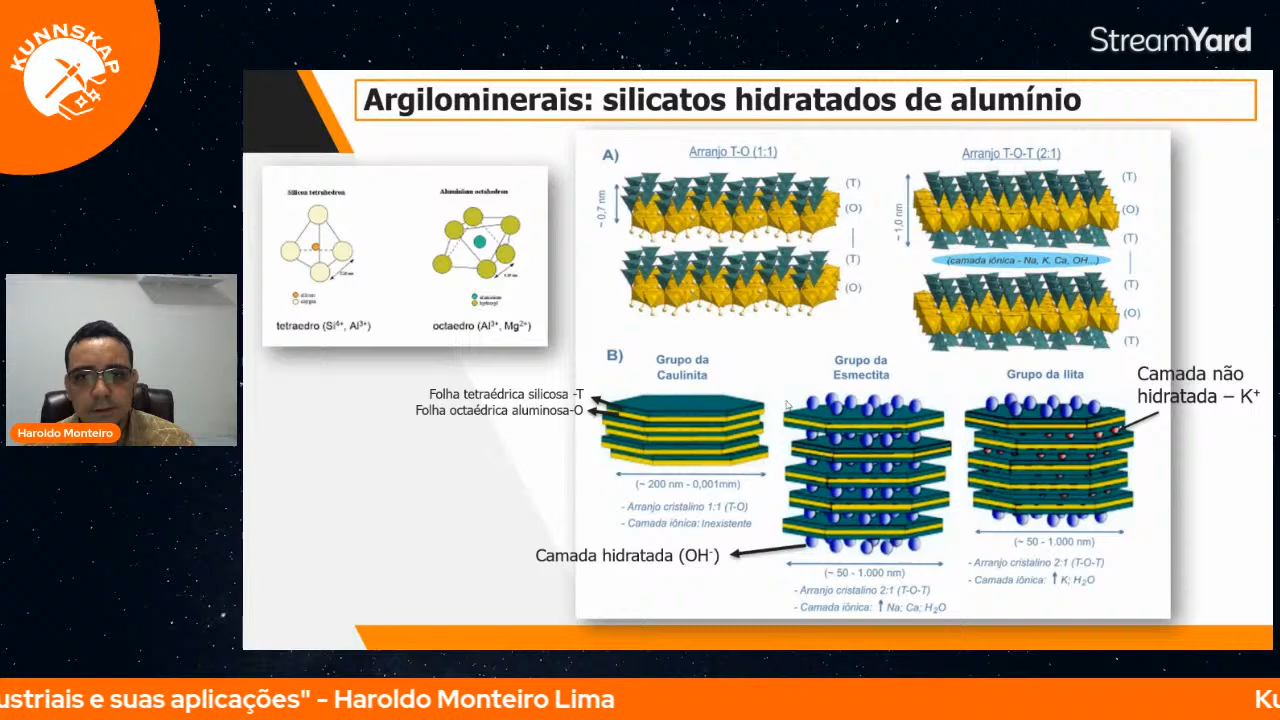 KUNNSKAP
StreamYard
Argilominerais: silicatos hidratados de alumínio
Silicon tetrahedron
Aluminium octahedron
silicon
oxygen
aluminium
hydroxyl
tetraedro (Si⁴⁺, Al³⁺)
octaedro (Al³⁺, Mg²⁺)
A)
Arranjo T-O (1:1)
~ 0,7 nm
(T)
(O)
(T)
(O)
Arranjo T-O-T (2:1)
~ 1,0 nm
(T)
(O)
(T)
(camada iônica - Na, K, Ca, OH...)
(T)
(O)
(T)
B)
Grupo da
Caulinita
Folha tetraédrica silicosa -T
Folha octaédrica aluminosa-O
(~ 200 nm - 0,001mm)
- Arranjo cristalino 1:1 (T-O)
- Camada iônica: Inexistente
Grupo da
Esmectita
Camada hidratada (OH⁻)
(~ 50 - 1.000 nm)
- Arranjo cristalino 2:1 (T-O-T)
- Camada iônica: ↑ Na; Ca; H₂O
Grupo da Ilita
Camada não
hidratada – K⁺
(~ 50 - 1.000 nm)
- Arranjo cristalino 2:1 (T-O-T)
- Camada iônica: ↑ K; H₂O
Haroldo Monteiro
ustriais e suas aplicações" - Haroldo Monteiro Lima
Ku